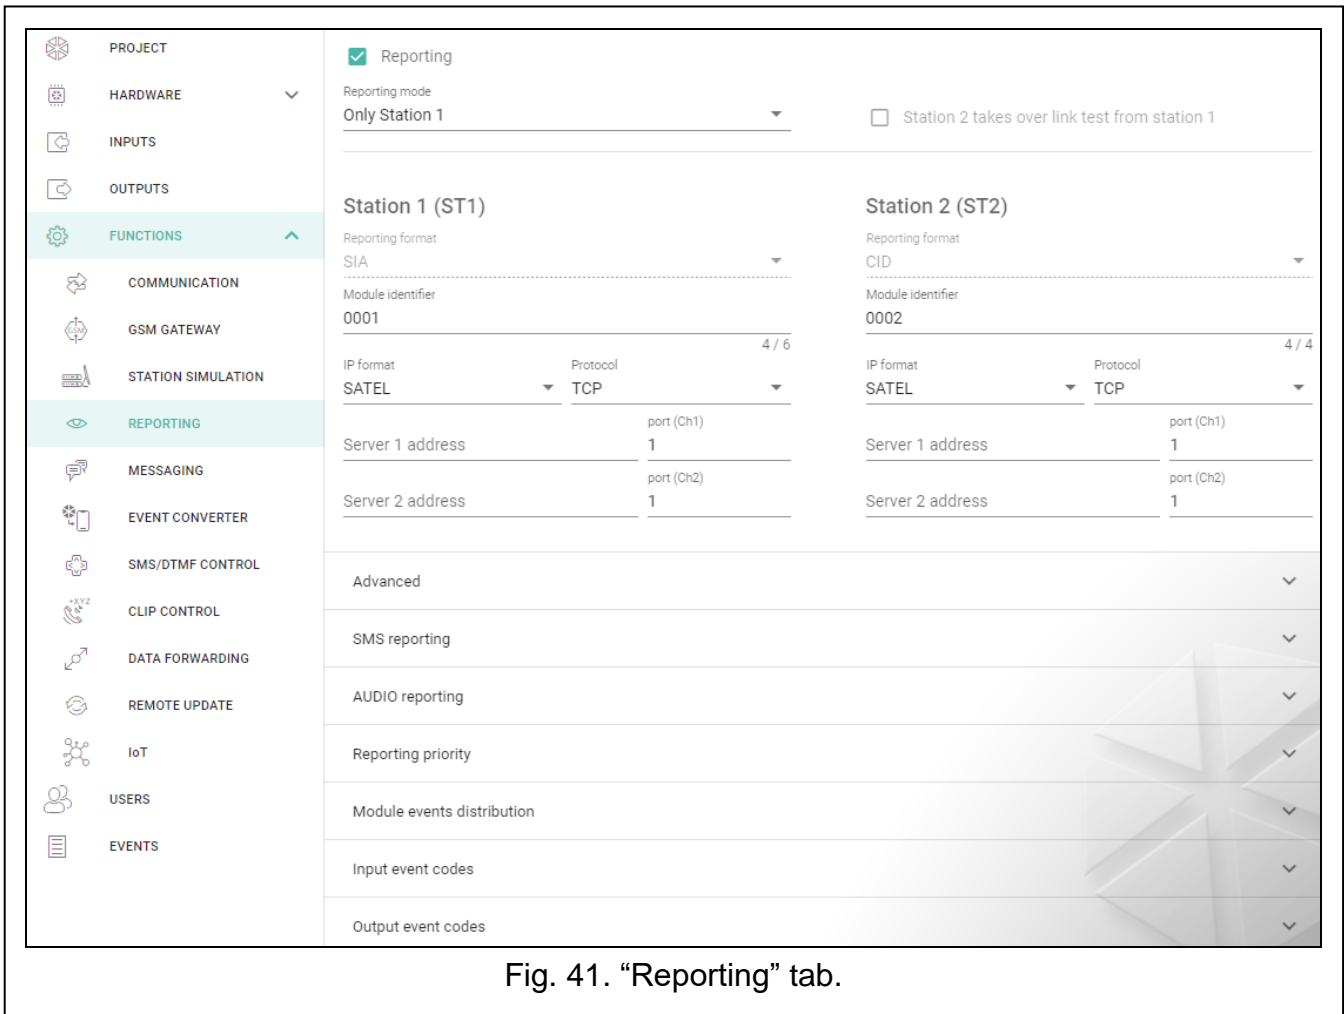 PROJECT
HARDWARE
INPUTS
OUTPUTS
FUNCTIONS
COMMUNICATION
GSM
GSM GATEWAY
STATION SIMULATION
REPORTING
MESSAGING
EVENT CONVERTER
SMS/DTMF CONTROL
+XYZ
CLIP CONTROL
DATA FORWARDING
REMOTE UPDATE
IoT
USERS
EVENTS
Reporting
Reporting mode
Only Station 1
Station 2 takes over link test from station 1
Station 1 (ST1)
Reporting format
SIA
Module identifier
0001
4 / 6
IP format Protocol
SATEL TCP
port (Ch1)
Server 1 address 1
port (Ch2)
Server 2 address 1
Station 2 (ST2)
Reporting format
CID
Module identifier
0002
4 / 4
IP format Protocol
SATEL TCP
port (Ch1)
Server 1 address 1
port (Ch2)
Server 2 address 1
Advanced
SMS reporting
AUDIO reporting
Reporting priority
Module events distribution
Input event codes
Output event codes
Fig. 41. “Reporting” tab.